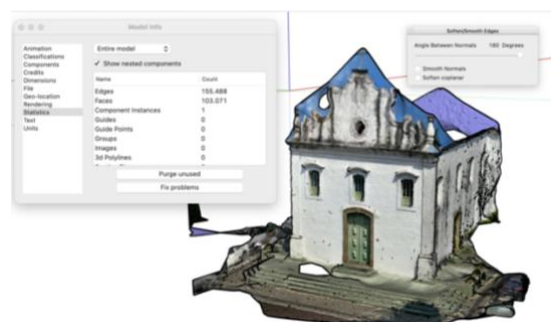 Model Info
Animation
Classifications
Components
Credits
Dimensions
File
Geo-location
Rendering
Statistics
Text
Units
Entire model
Show nested components
Name Count
Edges 155.488
Faces 103.071
Component Instances 1
Guides 0
Guide Points 0
Groups 0
Images 0
3d Polylines 0
Purge unused
Fix problems
Soften/Smooth Edges
Angle Between Normals 180 Degrees
Smooth Normals
Soften coplanar